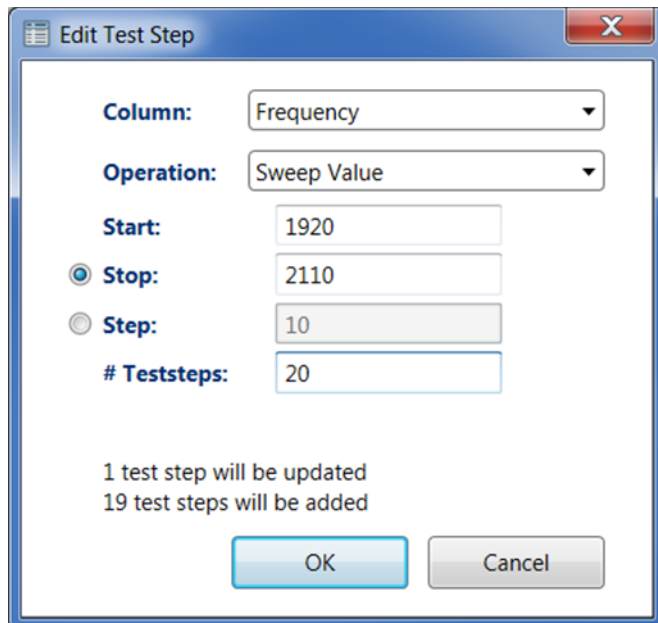 Edit Test Step
Column: Frequency
Operation: Sweep Value
Start: 1920
Stop: 2110
Step: 10
# Teststeps: 20
1 test step will be updated
19 test steps will be added
OK Cancel